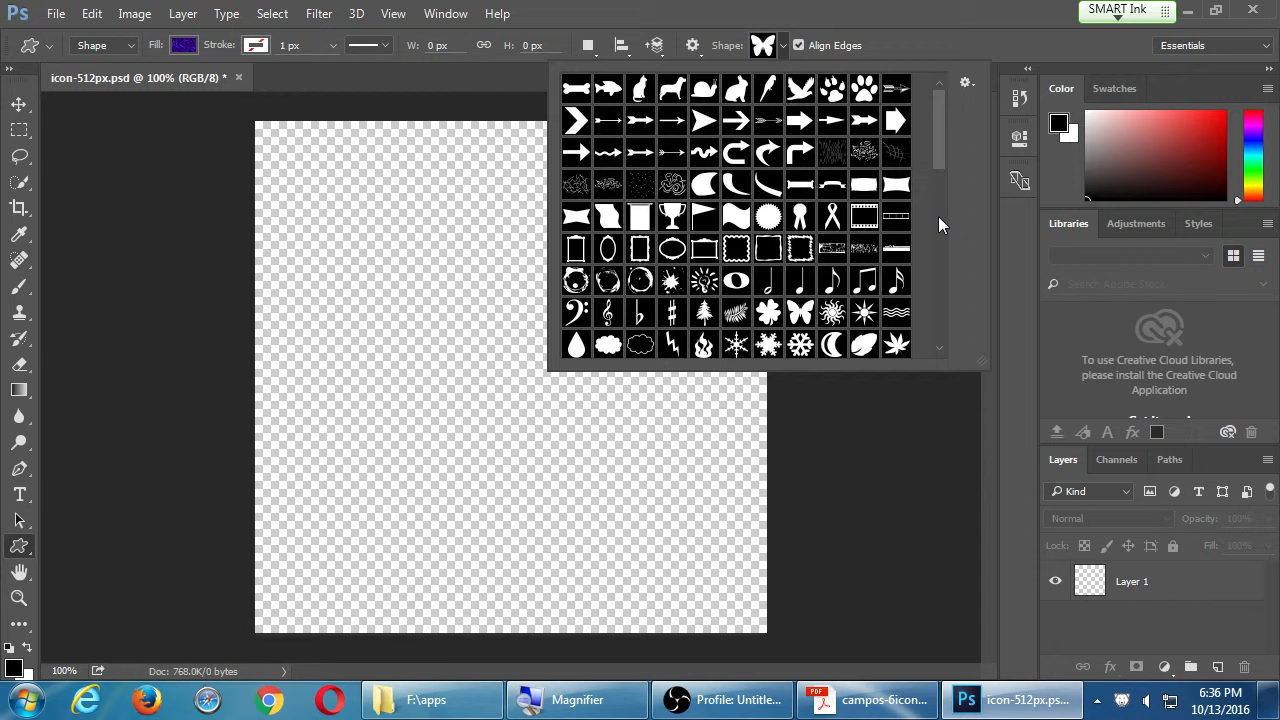 Ps File Edit Image Layer Type Select Filter 3D View Window Help
SMART Ink
Shape Fill: Stroke: 1 px W: 0 px H: 0 px Shape: Align Edges Essentials
icon-512px.psd @ 100% (RGB/8) *
Color Swatches
Libraries Adjustments Styles
Search Adobe Stock
To use Creative Cloud Libraries,
please install the Creative Cloud
Application
Layers Channels Paths
Kind
Normal Opacity: 100%
Lock: Fill: 100%
Layer 1
100% Doc: 768.0K/0 bytes
F:\apps
Magnifier
Profile: Untitle...
PDF
campos-6icon...
Ps
icon-512px.ps...
6:36 PM
10/13/2016